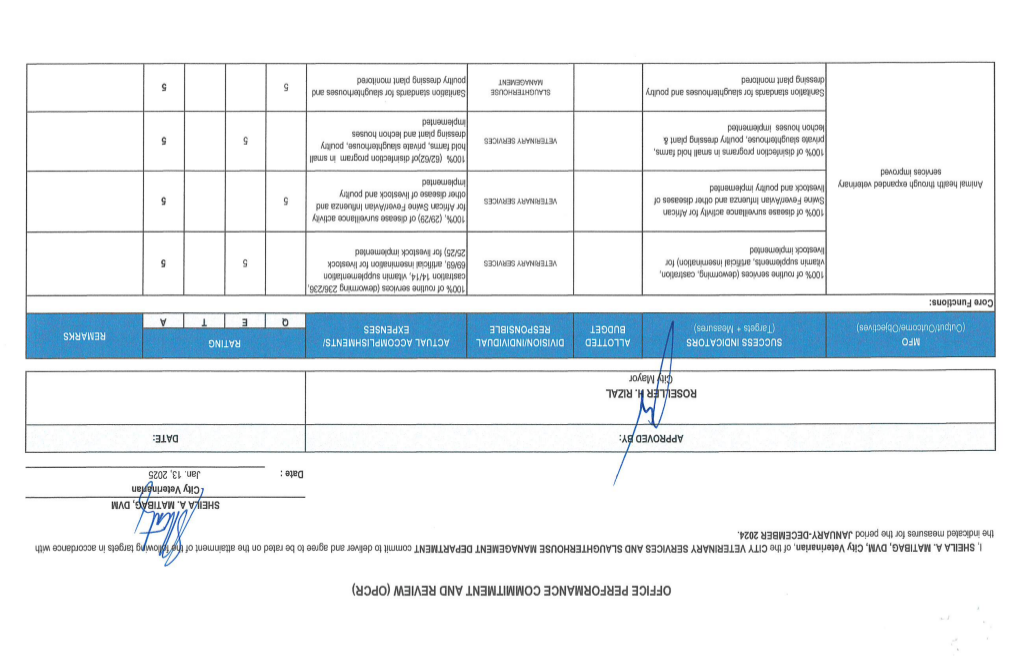 OFFICE PERFORMANCE COMMITMENT AND REVIEW (OPCR)
I, SHEILA A. MATIBAG, DVM, City Veterinarian, of the CITY VETERINARY SERVICES AND SLAUGHTERHOUSE MANAGEMENT DEPARTMENT commit to deliver and agree to be rated on the attainment of the following targets in accordance with
the indicated measures for the period JANUARY-DECEMBER 2024.
SHEILA A. MATIBAG, DVM
City Veterinarian
Date : Jan. 13, 2025
APPROVED BY:
DATE:
ROSELLER H. RIZAL
City Mayor
MFO
(Output/Outcome/Objectives)
SUCCESS INDICATORS
(Targets + Measures)
ALLOTTED
BUDGET
DIVISION/INDIVIDUAL
RESPONSIBLE
ACTUAL ACCOMPLISHMENTS/
EXPENSES
RATING
Q E T A
REMARKS
Core Functions:
Animal health through expanded veterinary
services improved
100% of routine services (deworming, castration,
vitamin supplements, artificial insemination) for
livestock implemented
VETERINARY SERVICES
100% of routine services (deworming 236/236,
castration 14/14, vitamin supplementation
69/69, artificial insemination for livestock
25/25) for livestock implemented
5 5
100% of disease surveillance activity for African
Swine Fever/Avian Influenza and other diseases of
livestock and poultry implemented
VETERINARY SERVICES
100%, (29/29) of disease surveillance activity
for African Swine Fever/Avian Influenza and
other disease of livestock and poultry
implemented
5 5
100% of disinfection programs in small hold farms,
private slaughterhouse, poultry dressing plant &
lechon houses implemented
VETERINARY SERVICES
100% (62/62)of disinfection program in small
hold farms, private slaughterhouse, poultry
dressing plant and lechon houses
implemented
5 5
Sanitation standards for slaughterhouses and poultry
dressing plant monitored
SLAUGHTERHOUSE
MANAGEMENT
Sanitation standards for slaughterhouses and
poultry dressing plant monitored
5 5